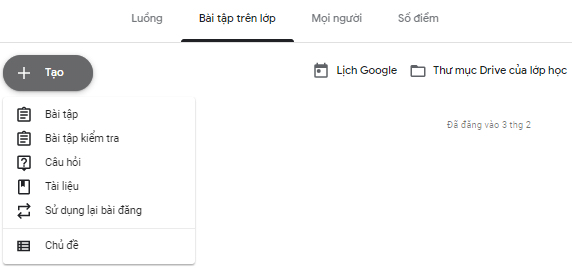 Luồng Bài tập trên lớp Mọi người Số điểm
Tạo Lịch Google Thư mục Drive của lớp học
Bài tập
Đã đăng vào 3 thg 2
Bài tập kiểm tra
Câu hỏi
Tài liệu
Sử dụng lại bài đăng
Chủ đề